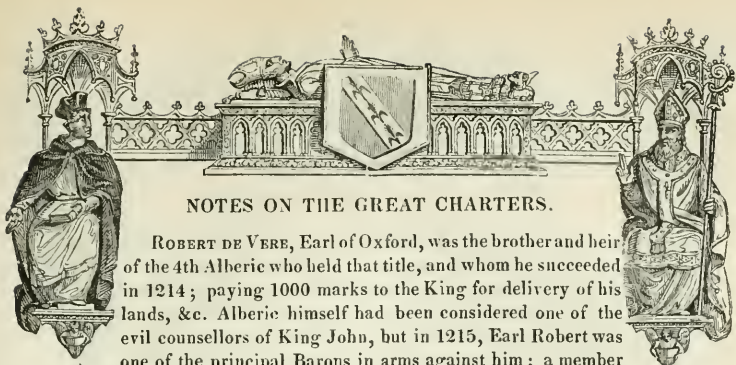 NOTES ON THE GREAT CHARTERS.
ROBERT DE VERE, Earl of Oxford, was the brother and heir
of the 4th Alberic who held that title, and whom he succeeded
in 1214; paying 1000 marks to the King for delivery of his
lands, &c. Alberic himself had been considered one of the
evil counsellors of King John, but in 1215, Earl Robert was
one of the principal Barons in arms against him; a member